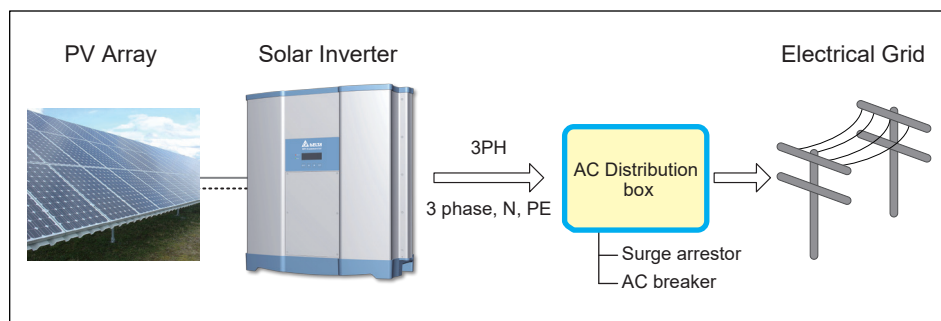 PV Array
Solar Inverter
Electrical Grid
3PH
3 phase, N, PE
AC Distribution
box
Surge arrestor
AC breaker